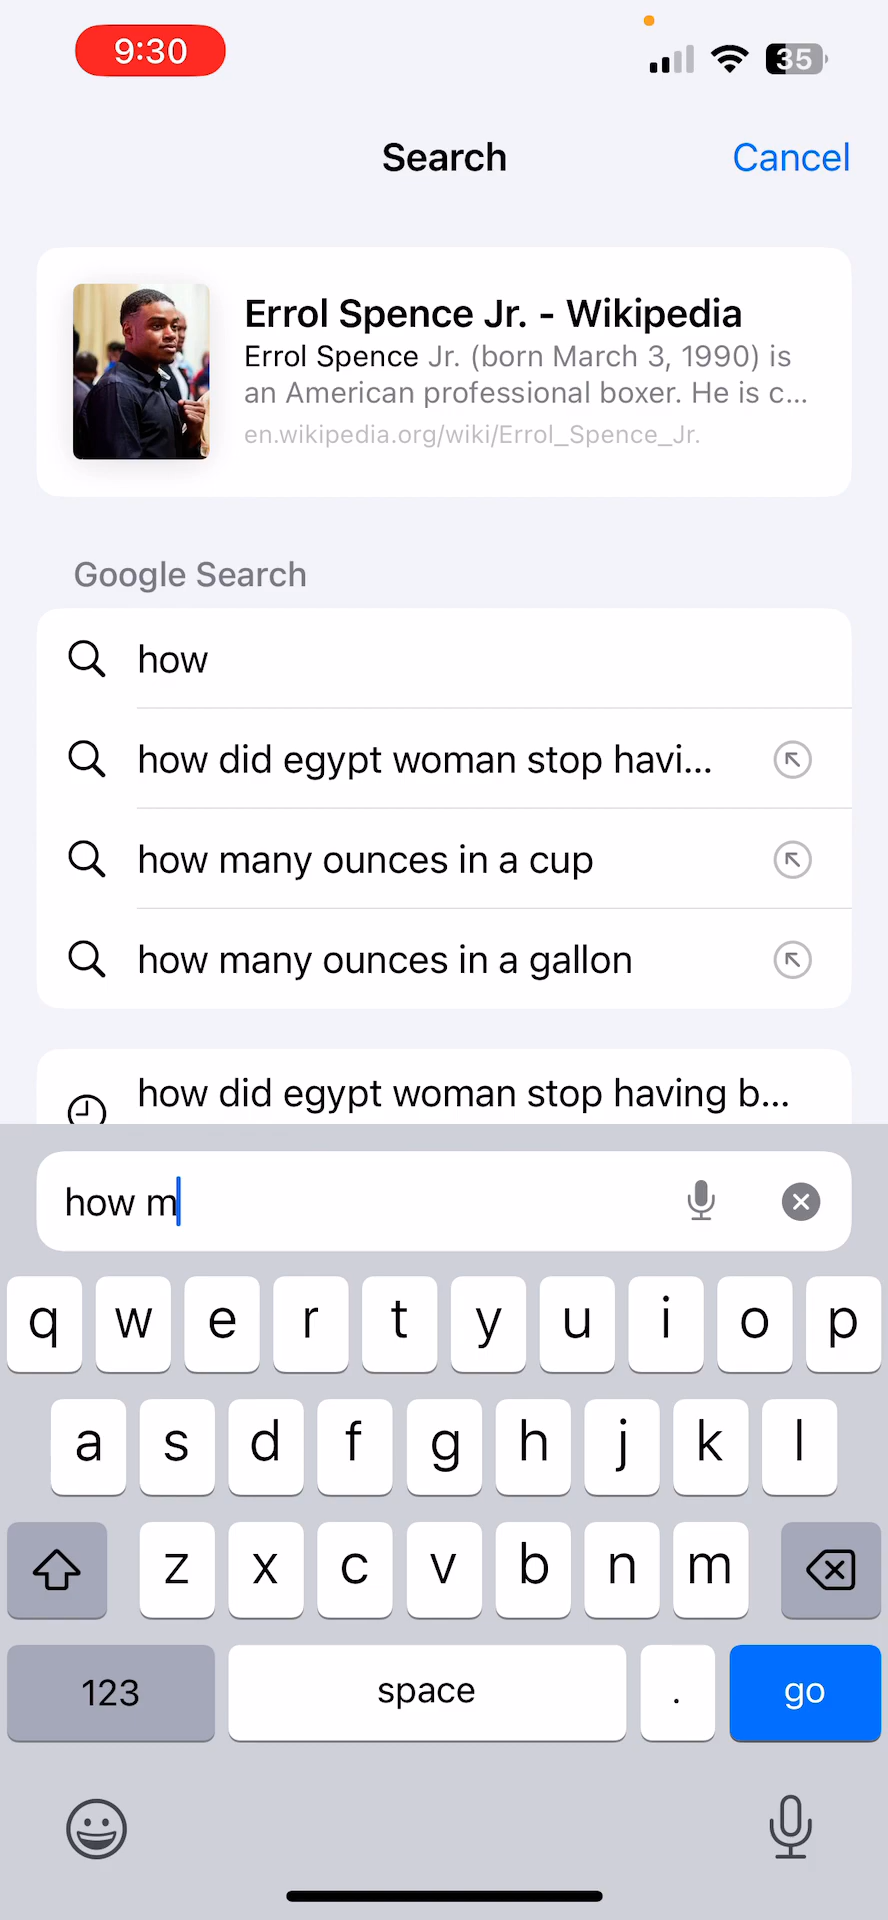 9:30
35
Search
Cancel
Errol Spence Jr. - Wikipedia
Errol Spence Jr. (born March 3, 1990) is
an American professional boxer. He is c...
en.wikipedia.org/wiki/Errol_Spence_Jr.
Google Search
how
how did egypt woman stop havi...
how many ounces in a cup
how many ounces in a gallon
how did egypt woman stop having b...
how m
q w e r t y u i o p
a s d f g h j k l
z x c v b n m
123 space . go